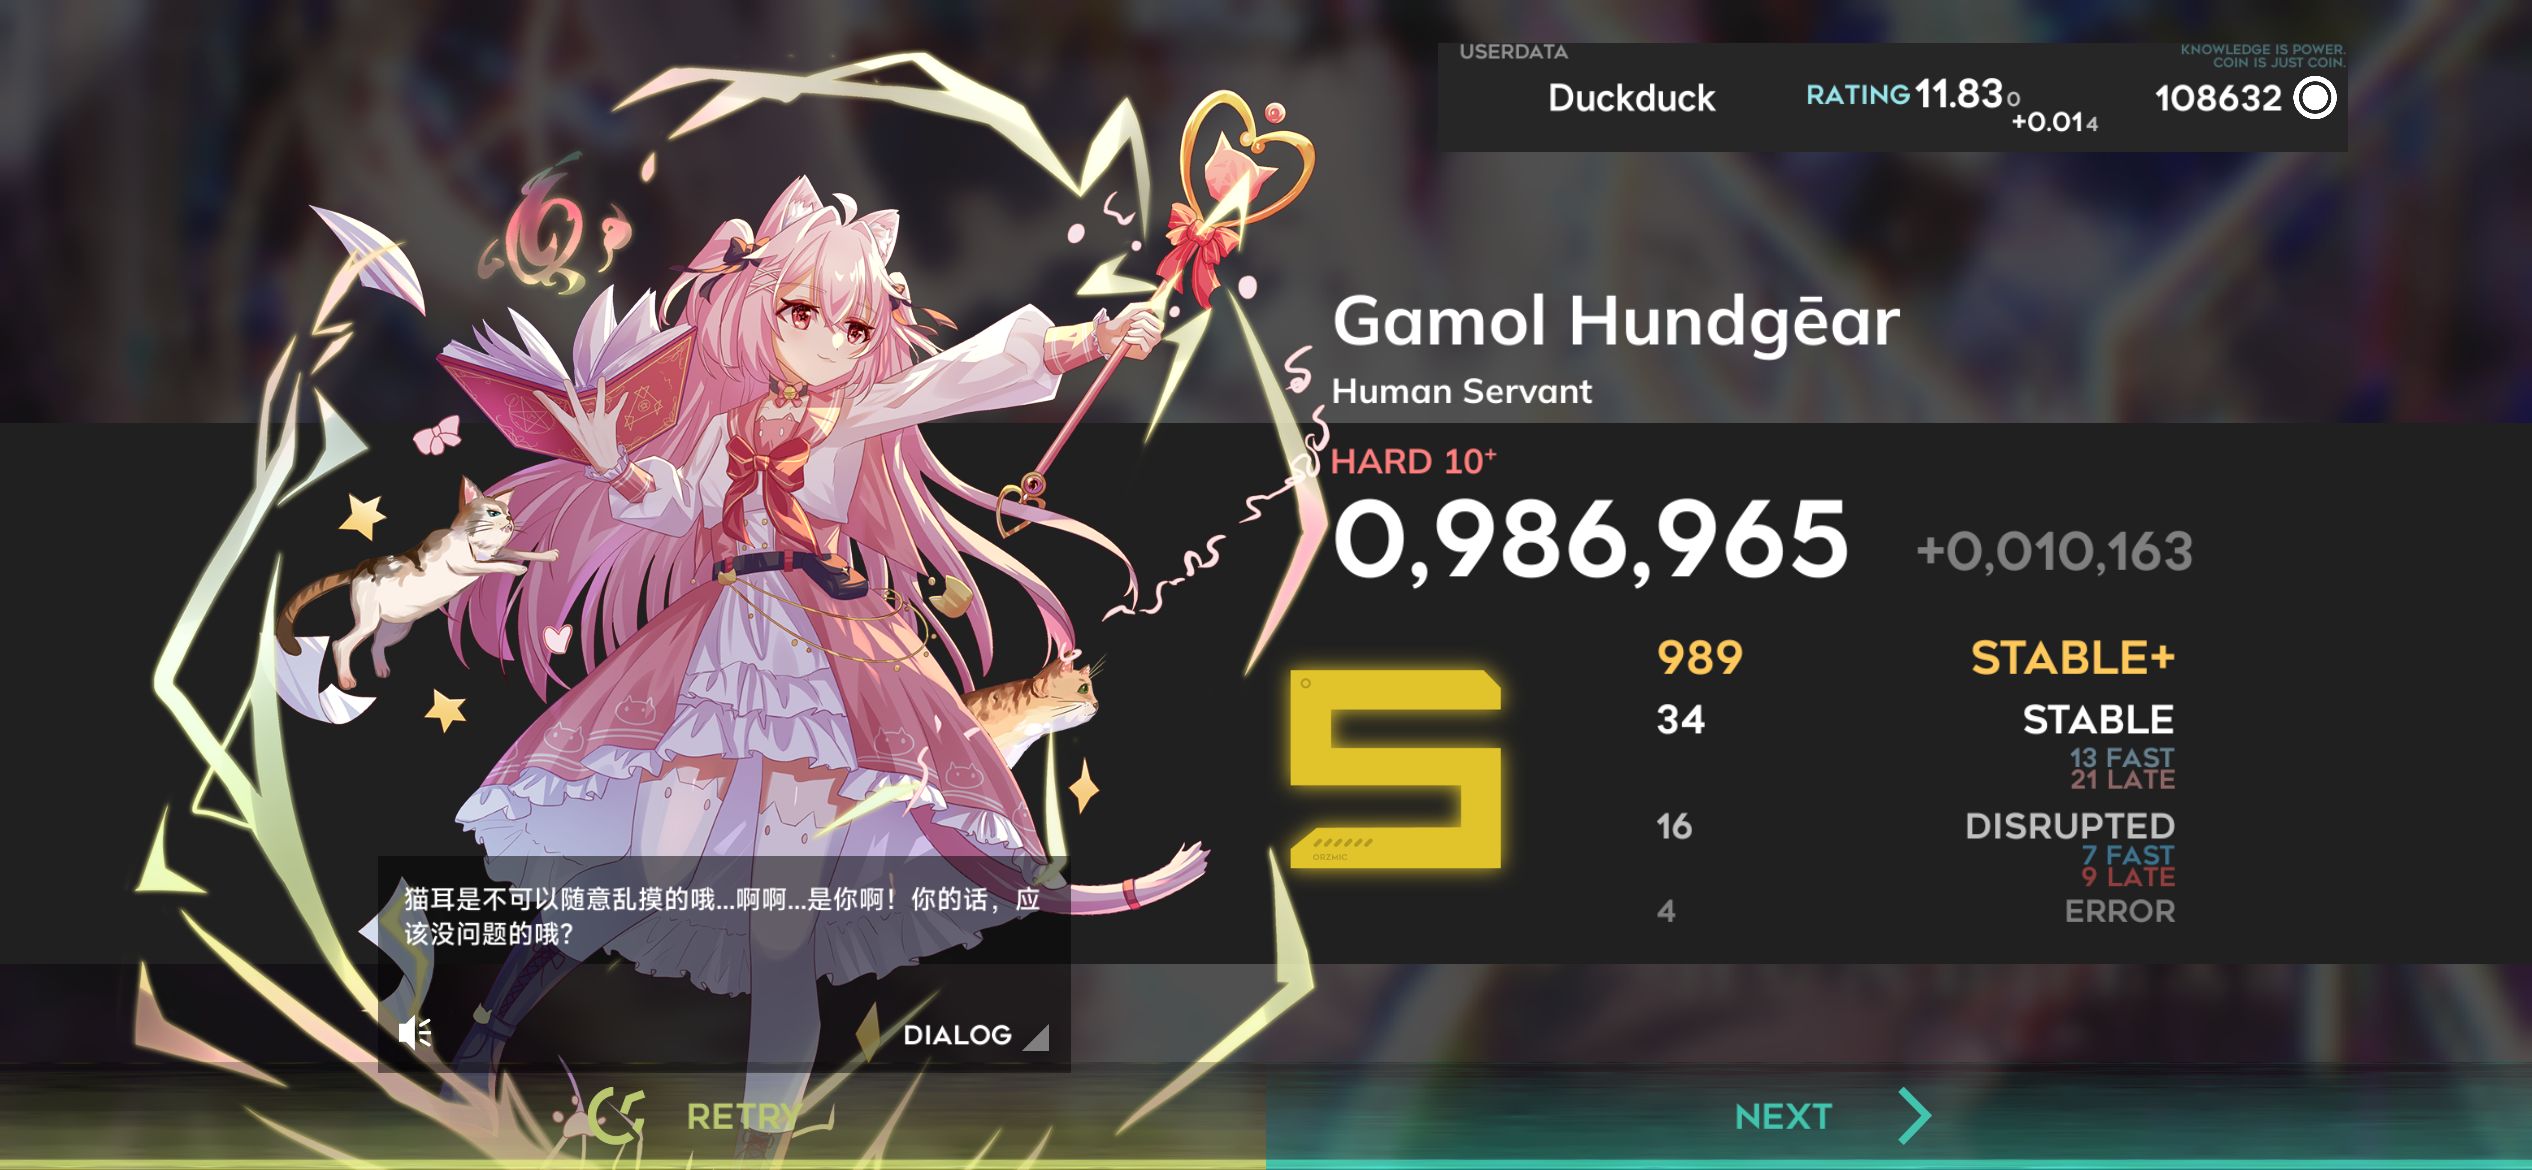 USERDATA
KNOWLEDGE IS POWER.
COIN IS JUST COIN.
Duckduck
RATING 11.830
+0.014
108632
Gamol Hundgēar
Human Servant
HARD 10+
0,986,965
+0,010,163
S
ORZMIC
989 STABLE+
34 STABLE
13 FAST
21 LATE
16 DISRUPTED
7 FAST
9 LATE
4 ERROR
猫耳是不可以随意乱摸的哦...啊啊...是你啊！你的话，应
该没问题的哦?
DIALOG
RETRY
NEXT